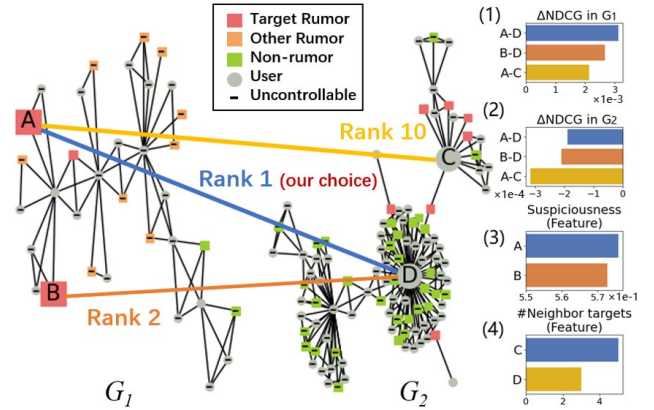 Target Rumor
Other Rumor
Non-rumor
User
Uncontrollable
A
B
C
D
Rank 10
Rank 1 (our choice)
Rank 2
G1
G2
(1)
ΔNDCG in G1
A-D
B-D
A-C
0 1 2 3
×1e-3
(2)
ΔNDCG in G2
A-D
B-D
A-C
×1e-4 −3 −2 −1 0
Suspiciousness
(Feature)
(3)
A
B
5.5 5.6 5.7 ×1e-1
#Neighbor targets
(Feature)
(4)
C
D
0 2 4